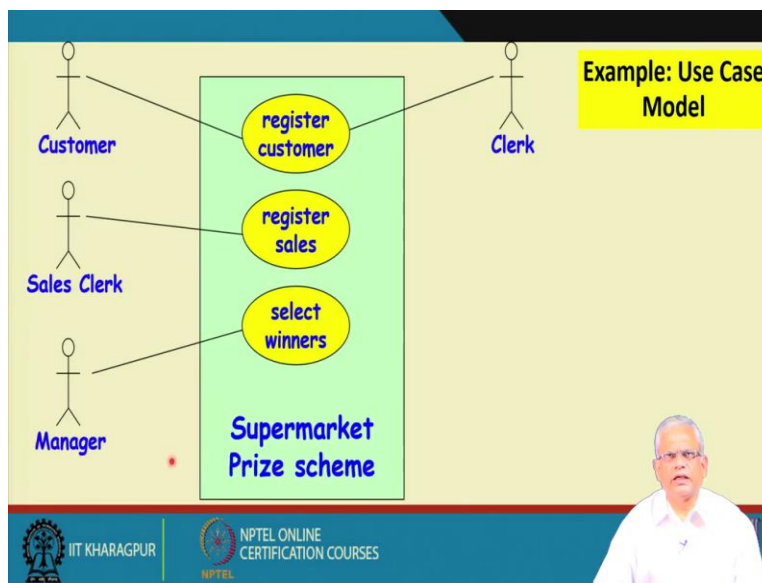 Customer
Sales Clerk
Manager
register
customer
register
sales
select
winners
Supermarket
Prize scheme
Clerk
Example: Use Case
Model
IIT KHARAGPUR
NPTEL
NPTEL ONLINE
CERTIFICATION COURSES